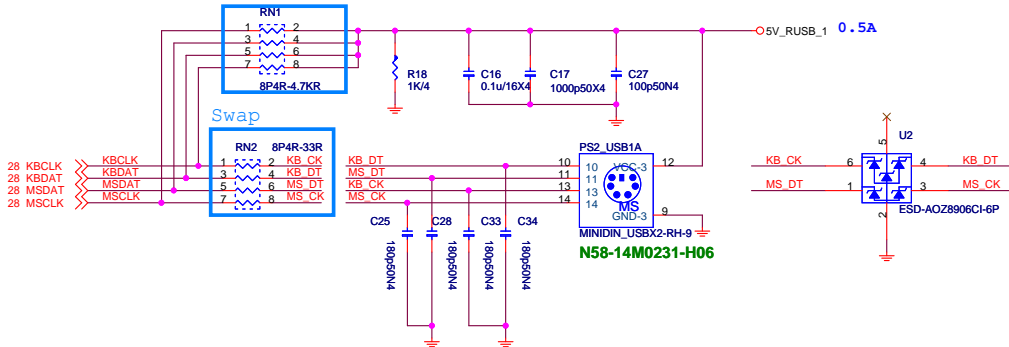 RN1
1 2
3 4
5 6
7 8
8P4R-4.7KR
R18
1K/4
C16
0.1u/16X4
C17
1000p50X4
C27
100p50N4
5V_RUSB_1 0.5A
Swap
RN2 8P4R-33R
28 KBCLK KBCLK 1 2 KB_CK
28 KBDAT KBDAT 3 4 KB_DT
28 MSDAT MSDAT 5 6 MS_DT
28 MSCLK MSCLK 7 8 MS_CK
KB_DT 10
MS_DT 11
KB_CK 13
MS_CK 14
PS2_USB1A
10 VCC-3 12
11
13
14 MS
GND-3 9
MINIDIN_USBX2-RH-9
N58-14M0231-H06
C25
180p50N4
C28
180p50N4
C33
180p50N4
C34
180p50N4
U2
5
KB_CK 6 4 KB_DT
MS_DT 1 3 MS_CK
2
ESD-AOZ8906CI-6P